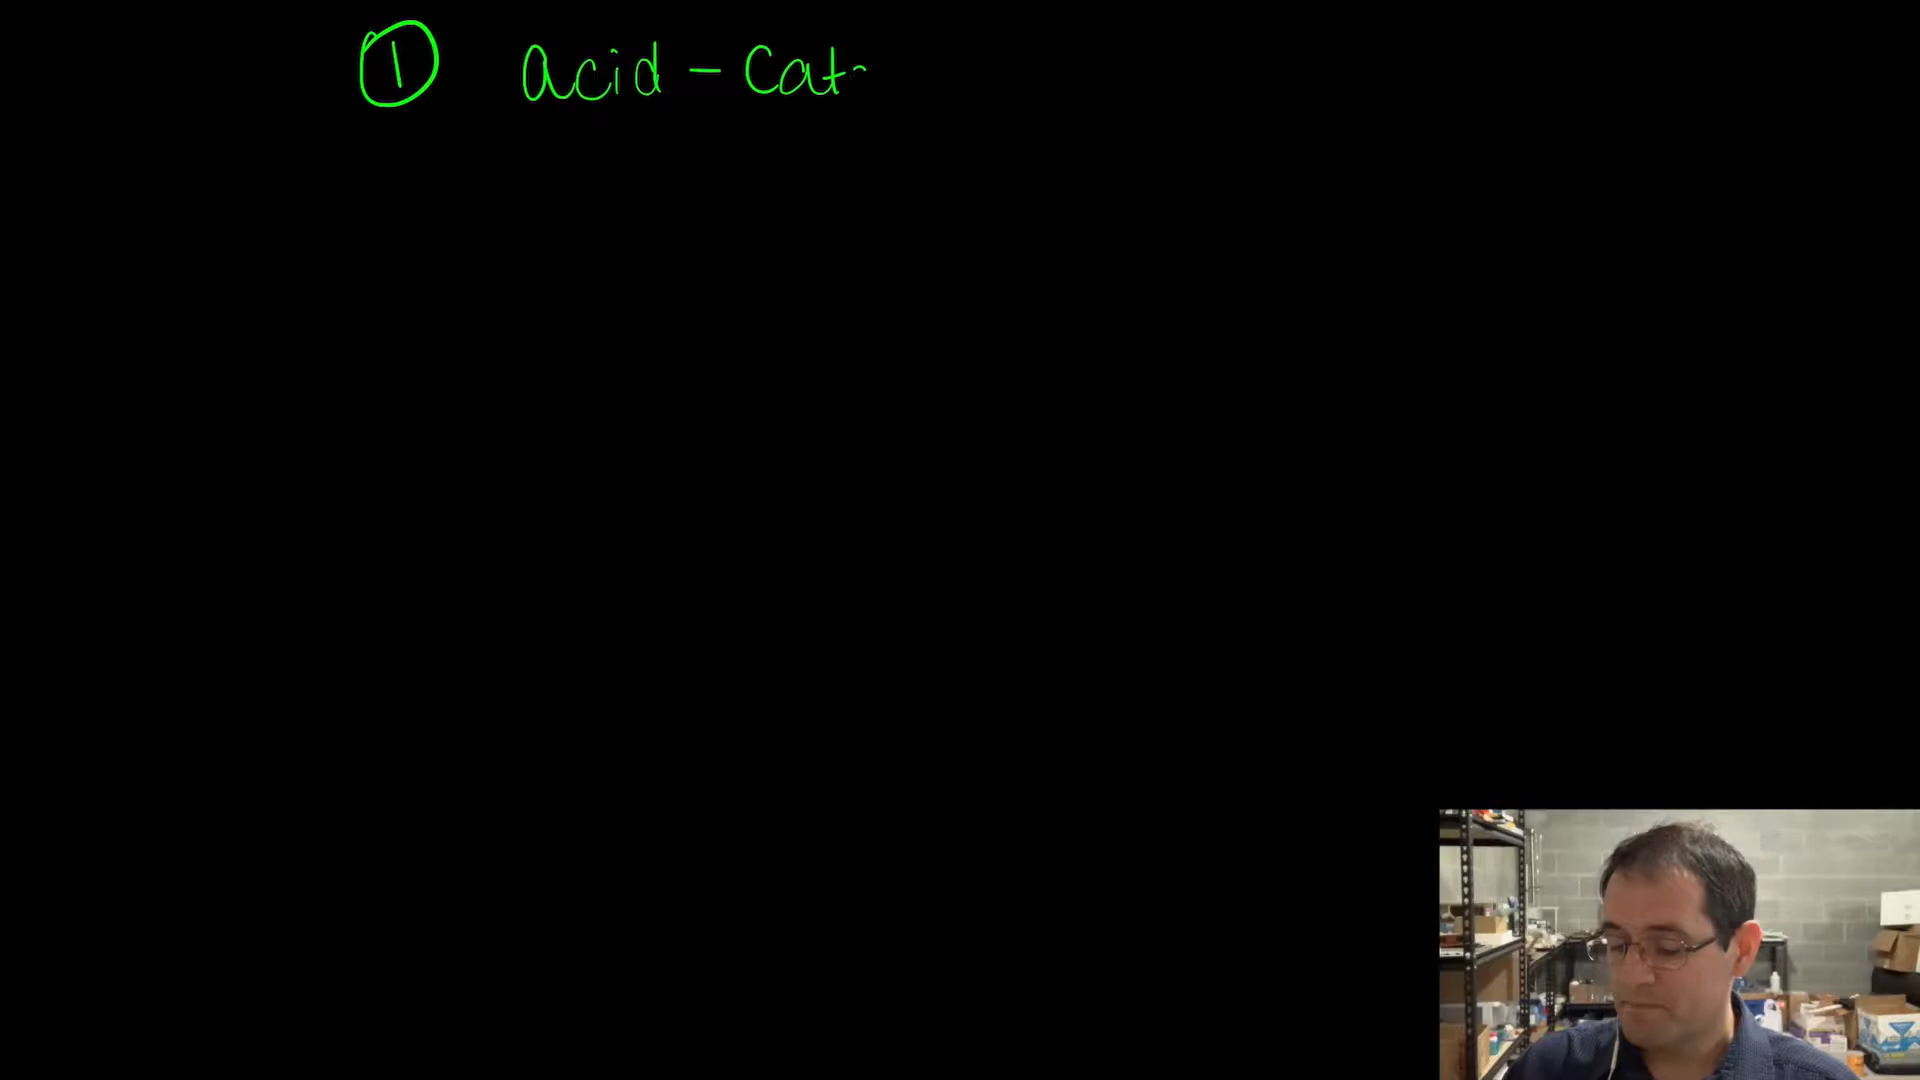 ① acid - cat